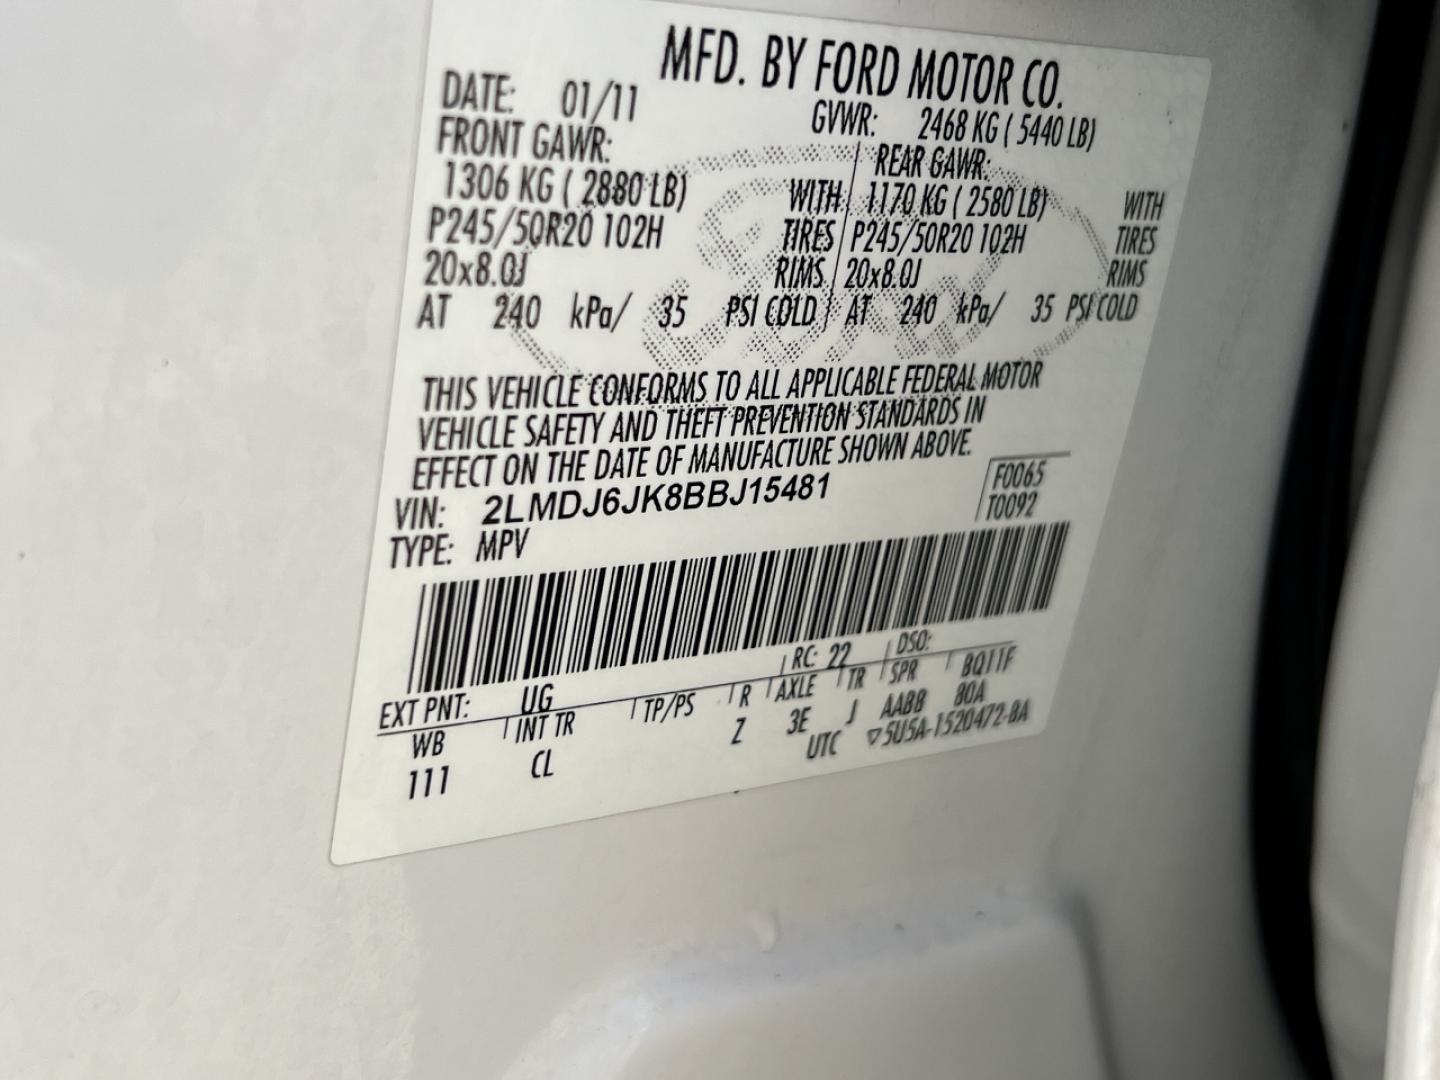 MFD. BY FORD MOTOR CO.
DATE: 01/11
GVWR: 2468 KG ( 5440 LB)
FRONT GAWR:
REAR GAWR:
1306 KG ( 2880 LB) WITH 1170 KG ( 2580 LB) WITH
P245/50R20 102H TIRES P245/50R20 102H TIRES
20x8.0J RIMS 20x8.0J RIMS
AT 240 kPa/ 35 PSI COLD AT 240 kPa/ 35 PSI COLD
THIS VEHICLE CONFORMS TO ALL APPLICABLE FEDERAL MOTOR
VEHICLE SAFETY AND THEFT PREVENTION STANDARDS IN
EFFECT ON THE DATE OF MANUFACTURE SHOWN ABOVE.
VIN: 2LMDJ6JK8BBJ15481
F0065
T0092
TYPE: MPV
EXT PNT: UG RC: 22 DSO:
WB INT TR TP/PS R AXLE TR SPR BQ11F
111 CL Z 3E J AABB 80A
UTC ▽5U5A-1520472-BA